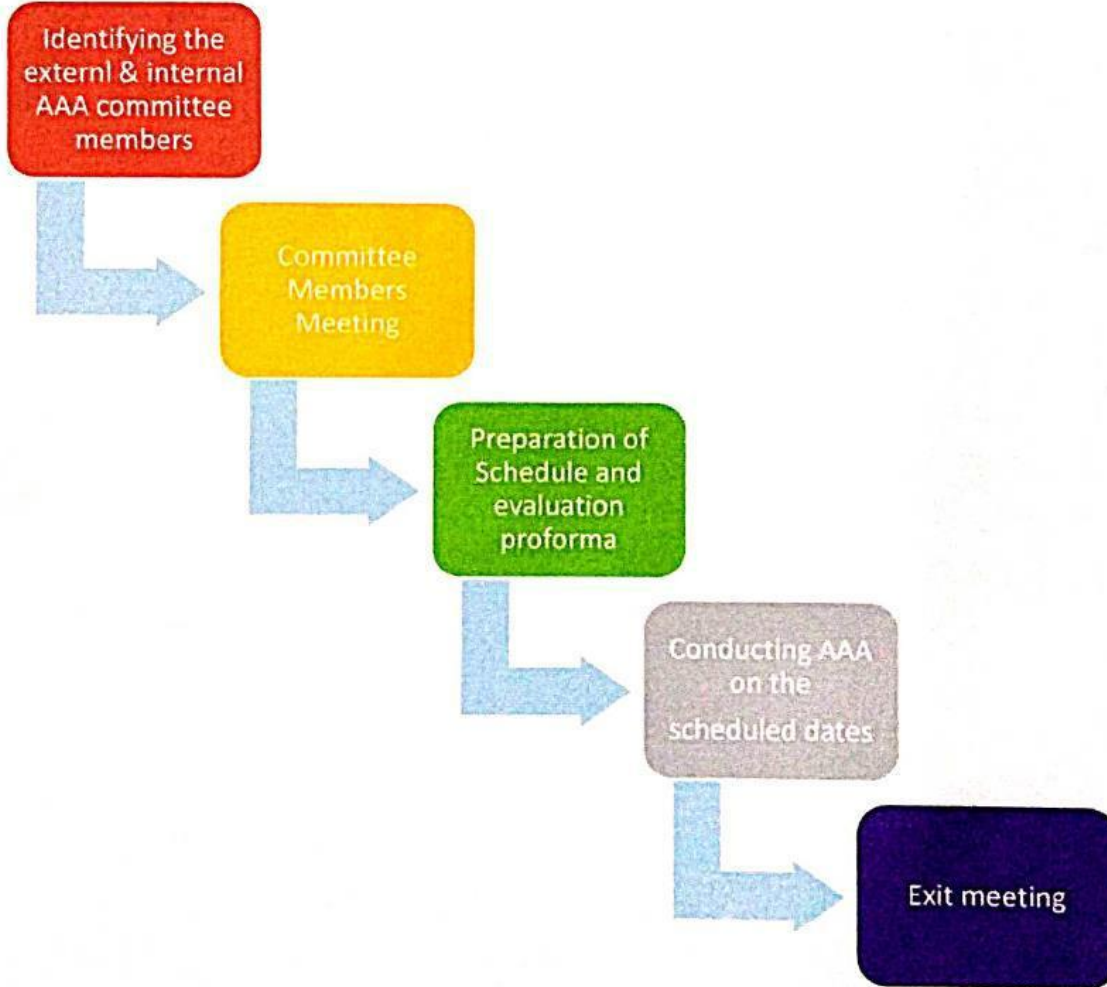 Identifying the
externl & internal
AAA committee
members
Committee
Members
Meeting
Preparation of
Schedule and
evaluation
proforma
Conducting AAA
on the
scheduled dates
Exit meeting